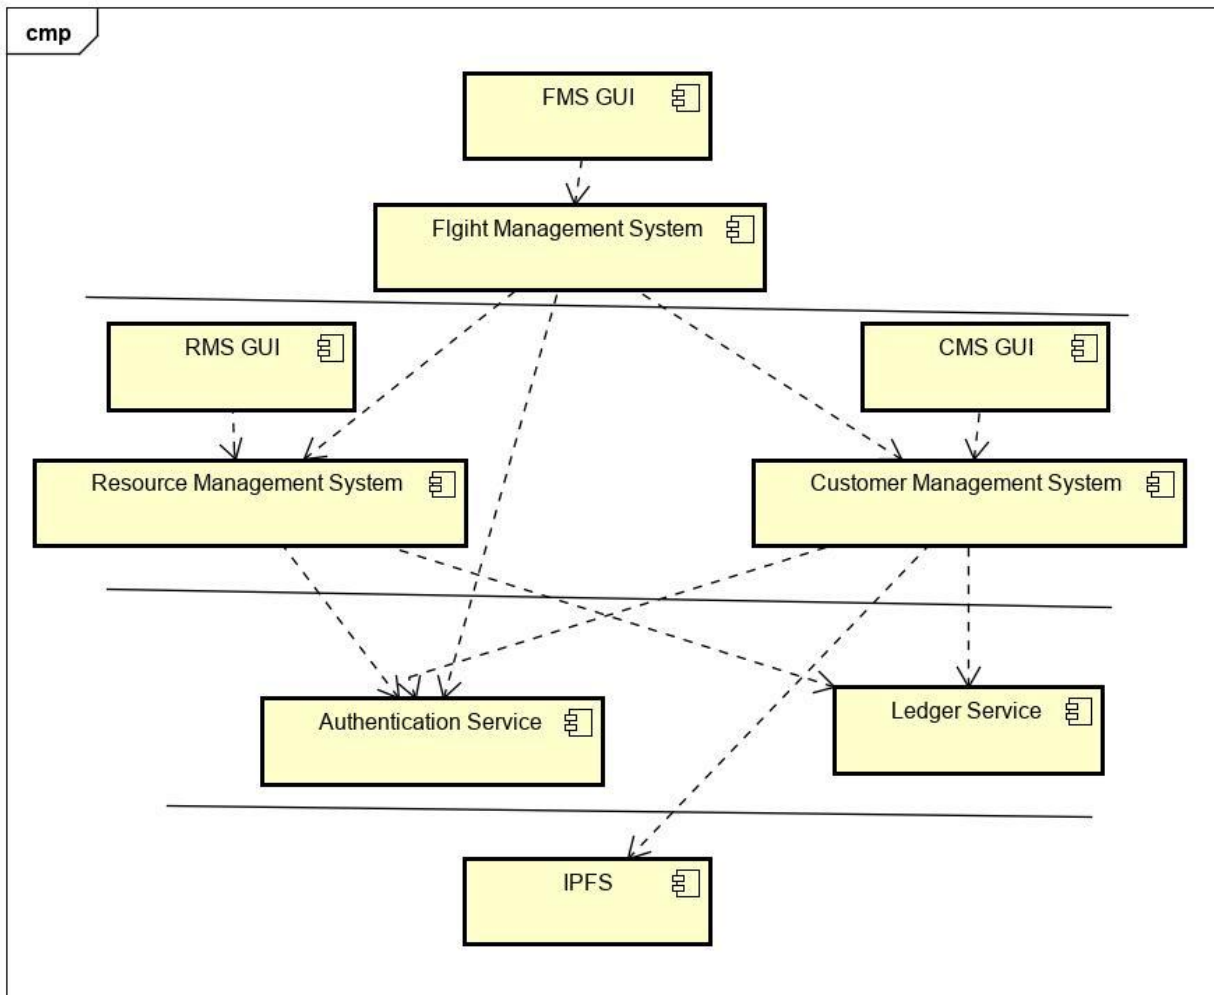 cmp
FMS GUI
Flgiht Management System
RMS GUI
CMS GUI
Resource Management System
Customer Management System
Authentication Service
Ledger Service
IPFS